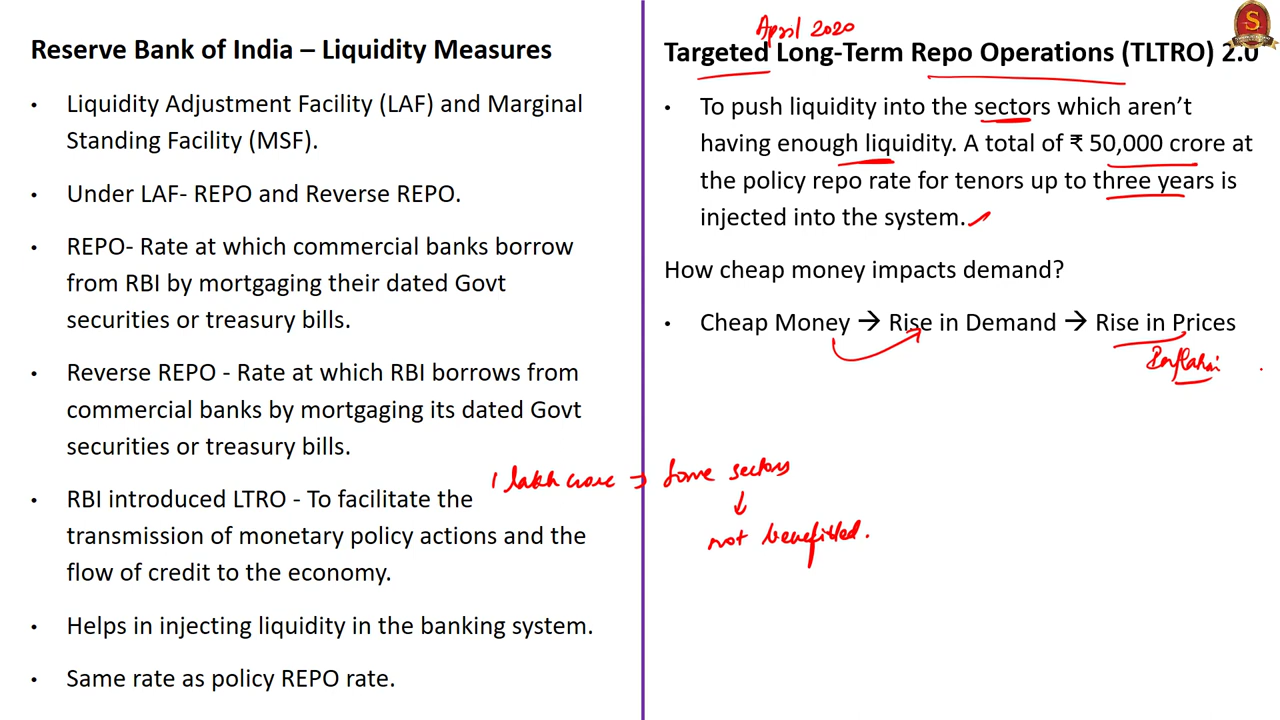 Reserve Bank of India – Liquidity Measures
• Liquidity Adjustment Facility (LAF) and Marginal
Standing Facility (MSF).
• Under LAF- REPO and Reverse REPO.
• REPO- Rate at which commercial banks borrow
from RBI by mortgaging their dated Govt
securities or treasury bills.
• Reverse REPO - Rate at which RBI borrows from
commercial banks by mortgaging its dated Govt
securities or treasury bills.
• RBI introduced LTRO - To facilitate the
transmission of monetary policy actions and the
flow of credit to the economy.
• Helps in injecting liquidity in the banking system.
• Same rate as policy REPO rate.
April 2020
S
Targeted Long-Term Repo Operations (TLTRO) 2.0
• To push liquidity into the sectors which aren’t
having enough liquidity. A total of ₹ 50,000 crore at
the policy repo rate for tenors up to three years is
injected into the system.
How cheap money impacts demand?
• Cheap Money → Rise in Demand → Rise in Prices
Inflation
1 lakh crore → Some sectors
↓
not benefitted.